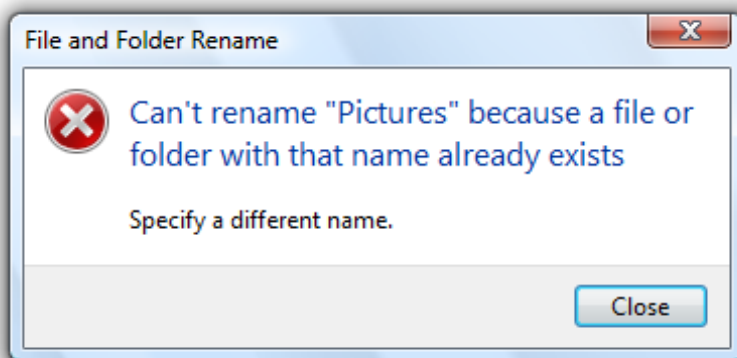 File and Folder Rename
Can't rename "Pictures" because a file or
folder with that name already exists
Specify a different name.
Close